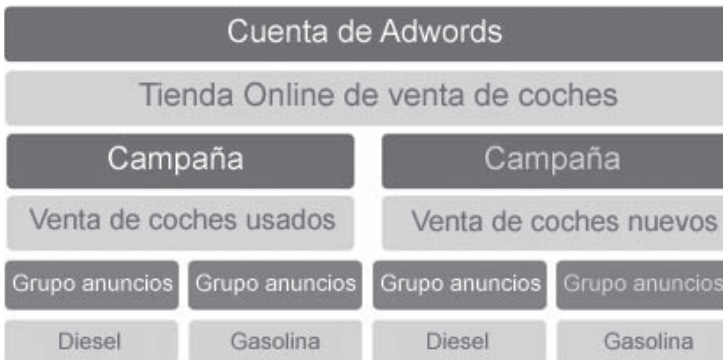 Cuenta de Adwords
Tienda Online de venta de coches
Campaña Campaña
Venta de coches usados Venta de coches nuevos
Grupo anuncios Grupo anuncios Grupo anuncios Grupo anuncios
Diesel Gasolina Diesel Gasolina